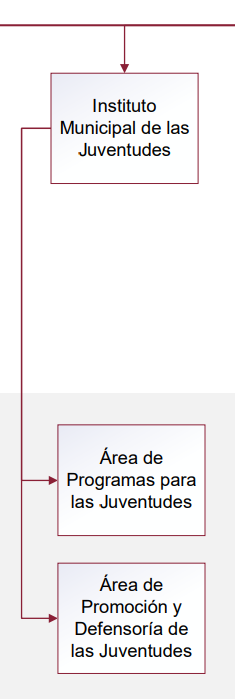 Instituto
Municipal de las
Juventudes
Área de
Programas para
las Juventudes
Área de
Promoción y
Defensoría de
las Juventudes